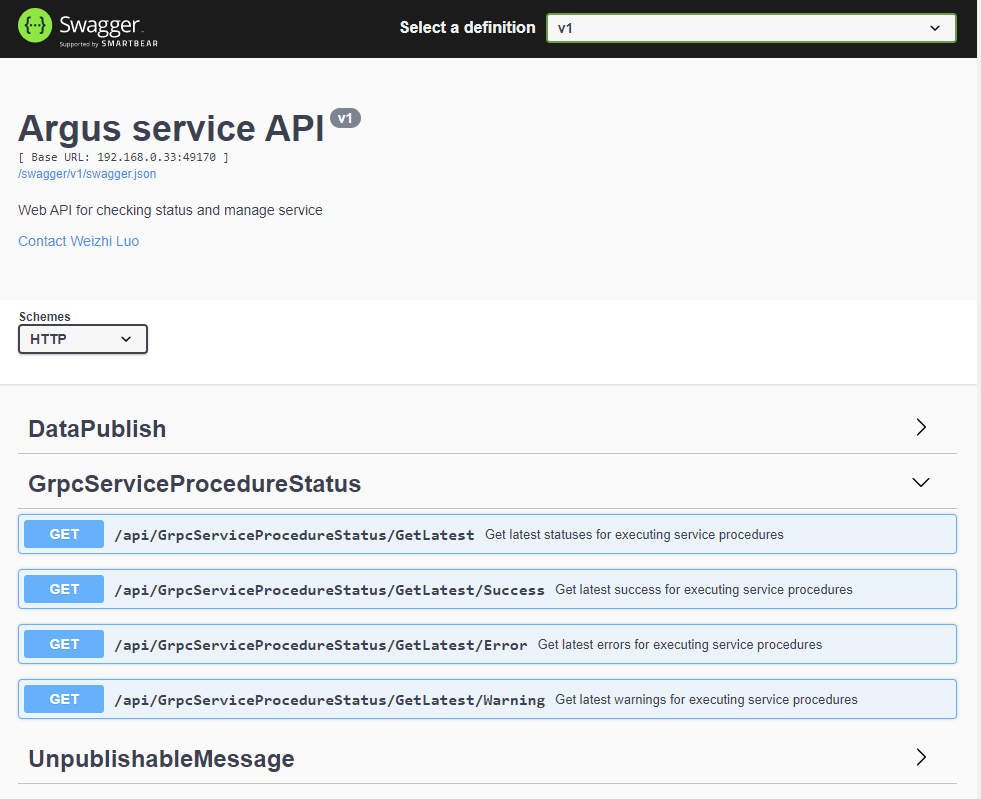 Swagger
Supported by SMARTBEAR
Select a definition
v1
Argus service API v1
[ Base URL: 192.168.0.33:49170 ]
/swagger/v1/swagger.json
Web API for checking status and manage service
Contact Weizhi Luo
Schemes
HTTP
DataPublish
GrpcServiceProcedureStatus
GET /api/GrpcServiceProcedureStatus/GetLatest Get latest statuses for executing service procedures
GET /api/GrpcServiceProcedureStatus/GetLatest/Success Get latest success for executing service procedures
GET /api/GrpcServiceProcedureStatus/GetLatest/Error Get latest errors for executing service procedures
GET /api/GrpcServiceProcedureStatus/GetLatest/Warning Get latest warnings for executing service procedures
UnpublishableMessage